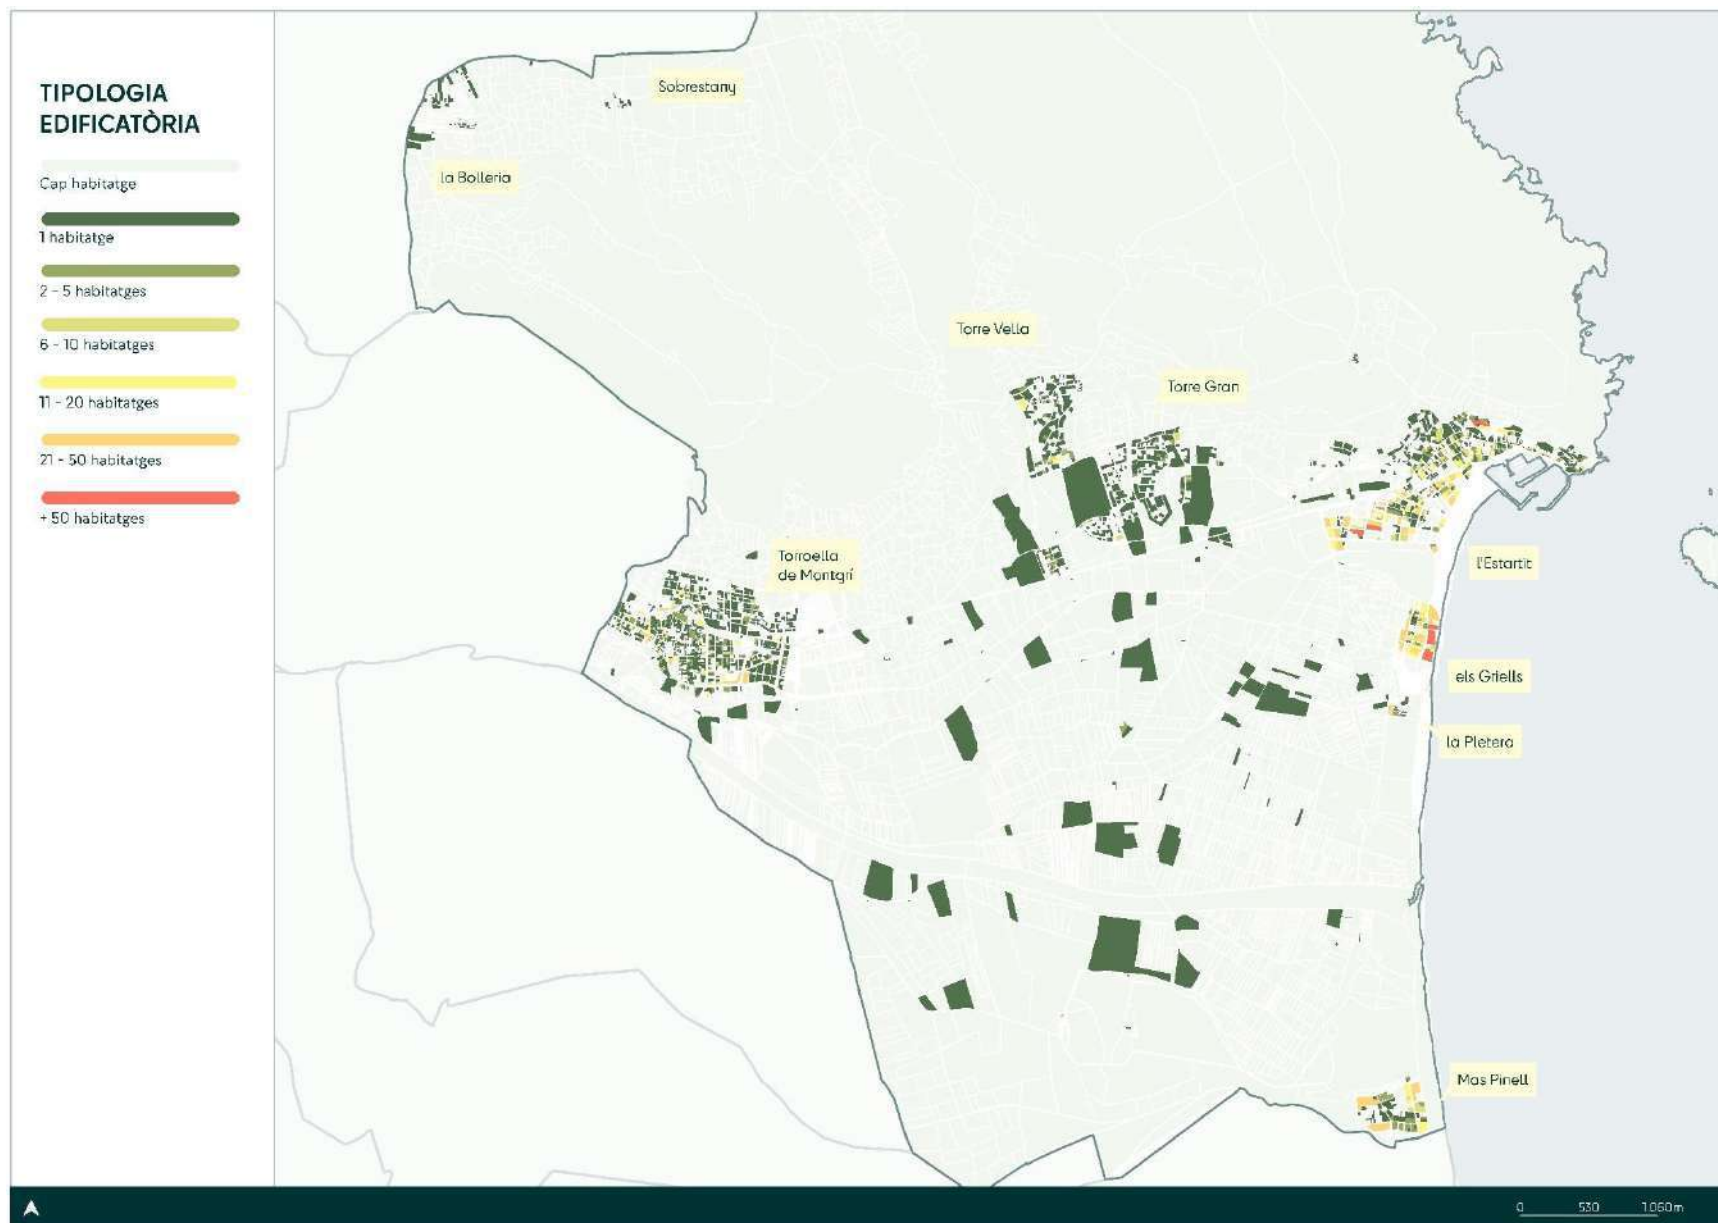 TIPOLOGIA
EDIFICATÒRIA
Cap habitatge
1 habitatge
2 - 5 habitatges
6 - 10 habitatges
11 - 20 habitatges
21 - 50 habitatges
+ 50 habitatges
Sobrestany
la Bolleria
Torre Vella
Torre Gran
Torroella
de Montgrí
l'Estartit
els Griells
la Pletera
Mas Pinell
0 530 1.060m